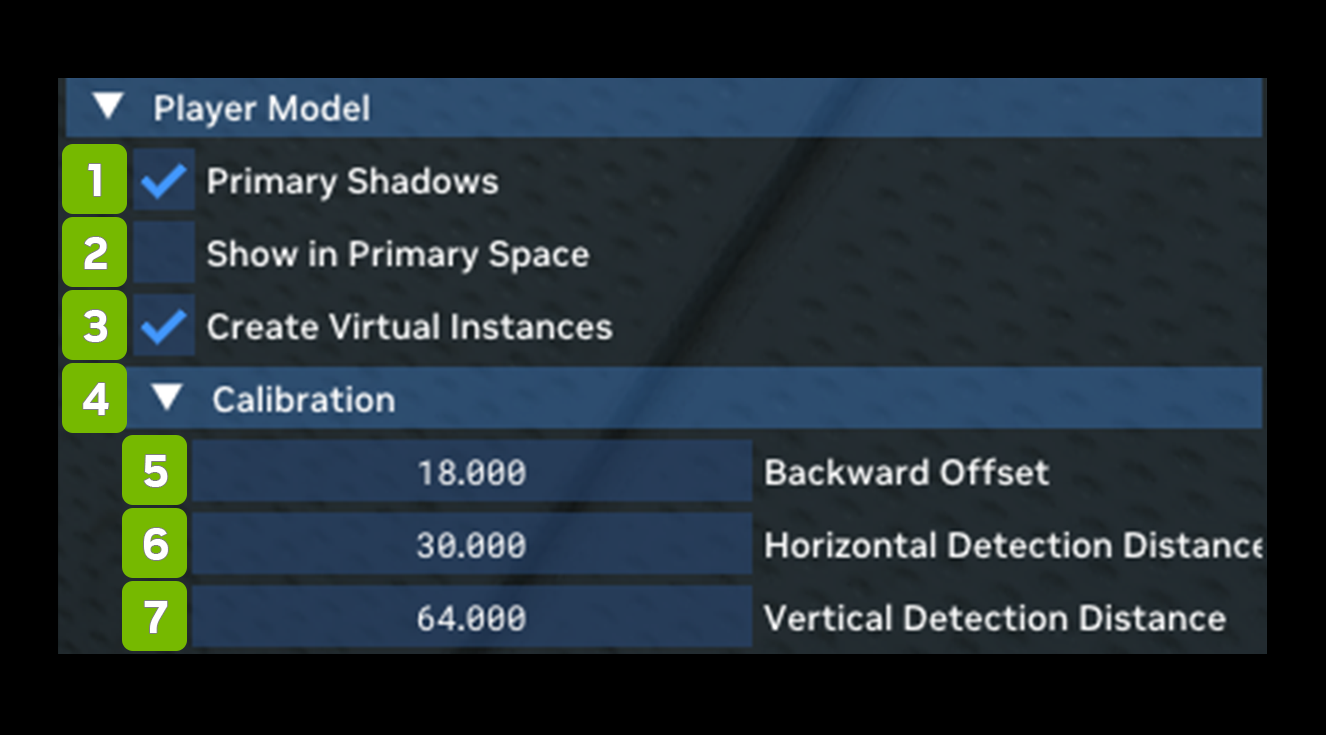 Player Model
1 Primary Shadows
2 Show in Primary Space
3 Create Virtual Instances
4 Calibration
5 18.000 Backward Offset
6 30.000 Horizontal Detection Distance
7 64.000 Vertical Detection Distance